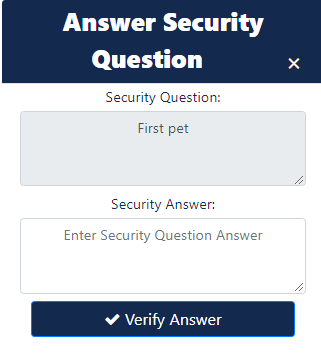 Answer Security
Question
×
Security Question:
First pet
Security Answer:
Enter Security Question Answer
✔ Verify Answer